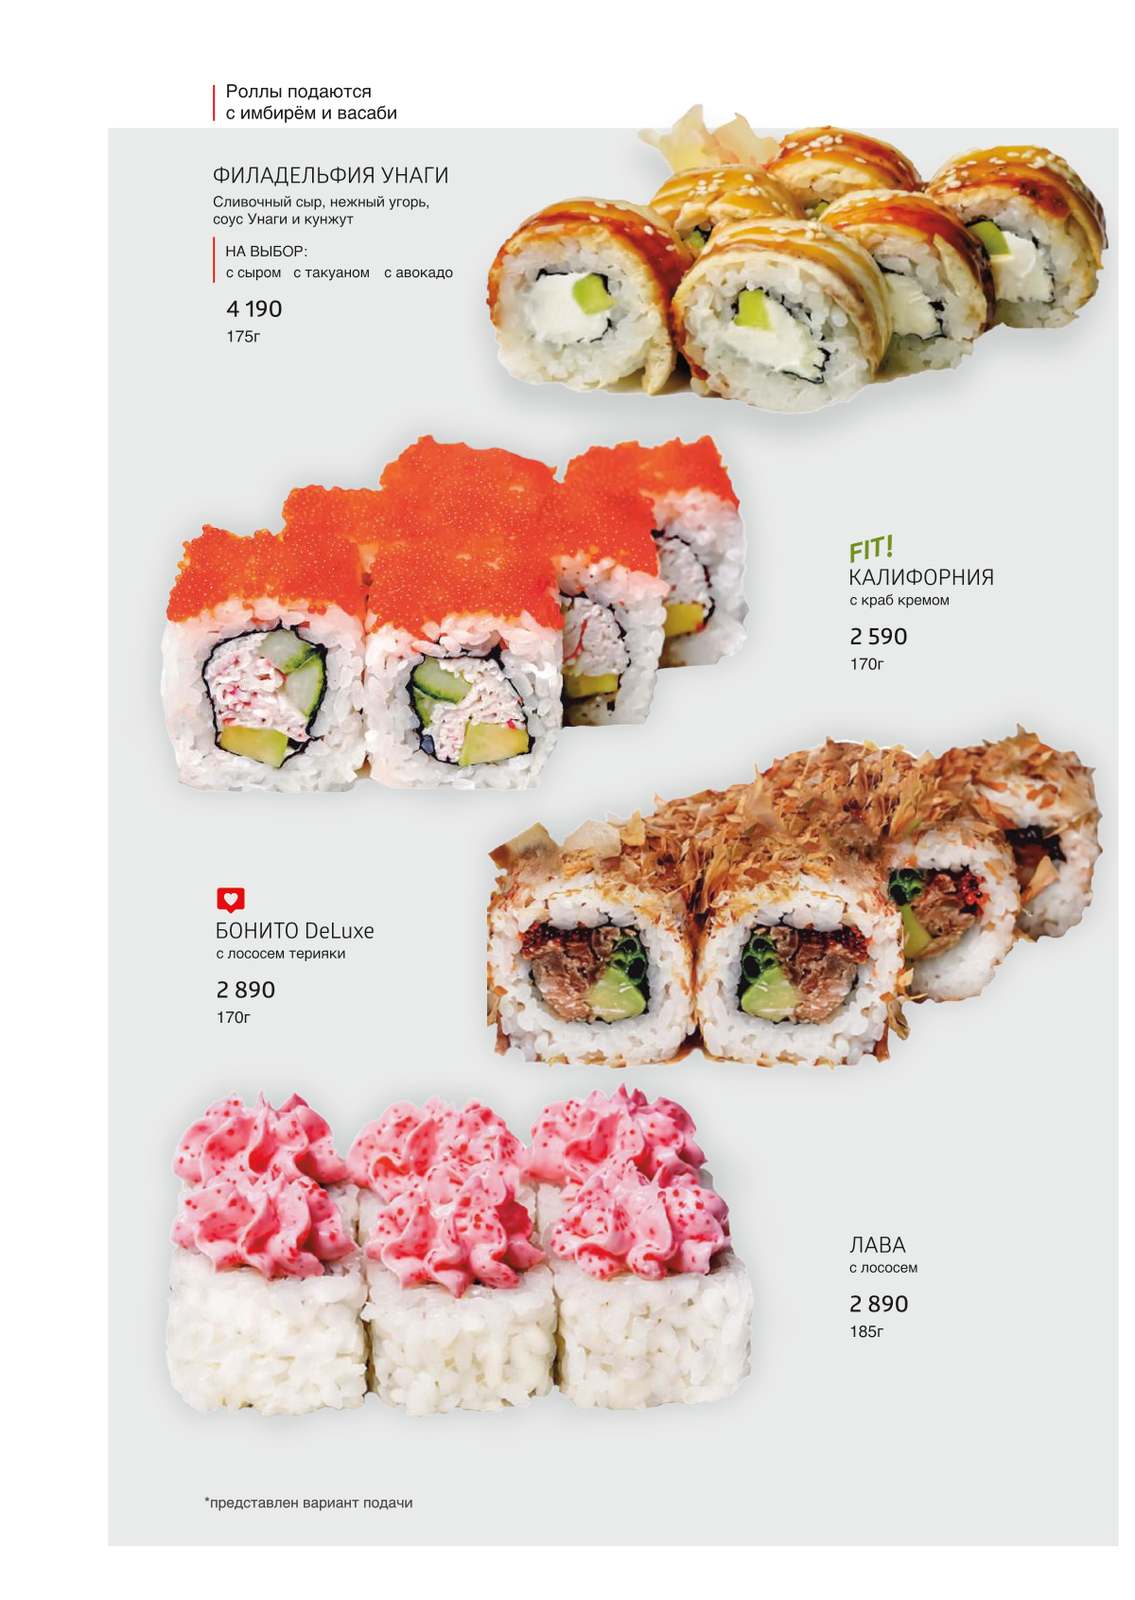 Роллы подаются
с имбирём и васаби
ФИЛАДЕЛЬФИЯ УНАГИ
Сливочный сыр, нежный угорь,
соус Унаги и кунжут
НА ВЫБОР:
с сыром с такуаном с авокадо
4 190
175г
FIT!
КАЛИФОРНИЯ
с краб кремом
2 590
170г
БОНИТО DeLuxe
с лососем терияки
2 890
170г
ЛАВА
с лососем
2 890
185г
*представлен вариант подачи